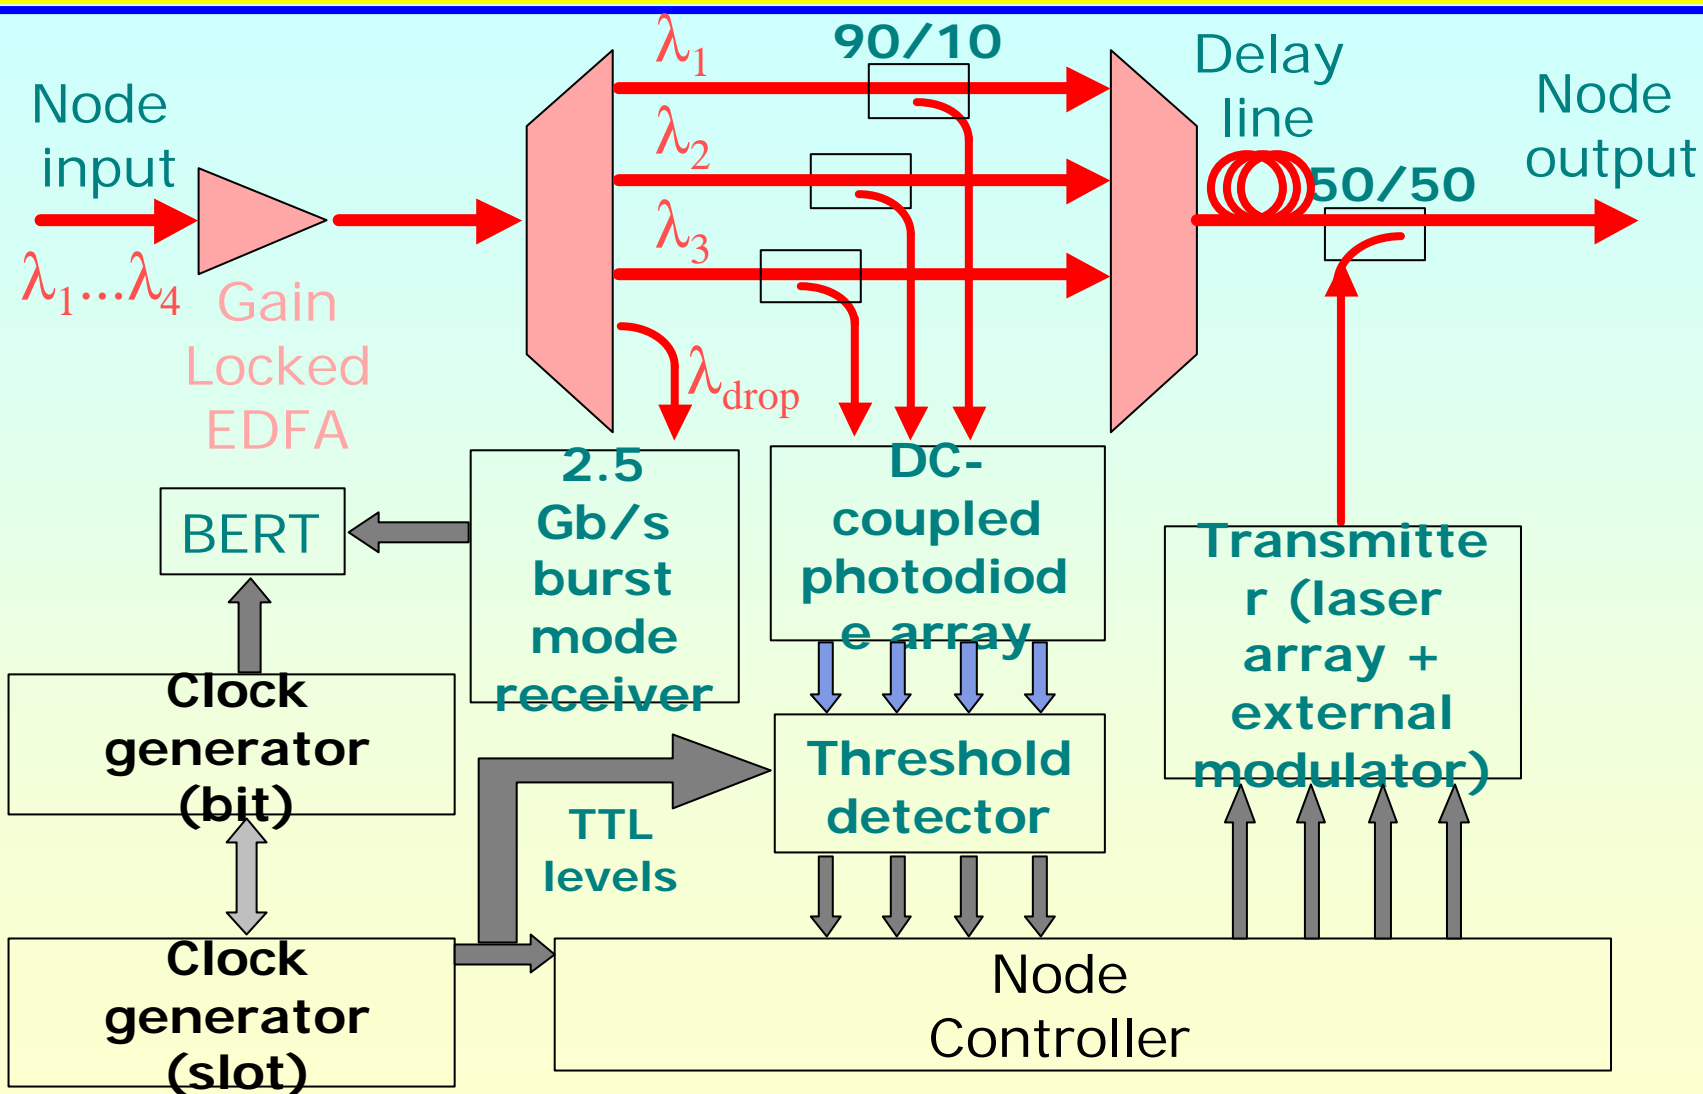 λ1
90/10
Delay
line
Node
input
Node
output
λ2
50/50
λ3
λ1...λ4
Gain
Locked
EDFA
λdrop
2.5
Gb/s
burst
mode
receiver
DC-
coupled
photodiod
e array
BERT
Transmitte
r (laser
array +
external
modulator)
Clock
generator
(bit)
Threshold
detector
TTL
levels
Clock
generator
(slot)
Node
Controller